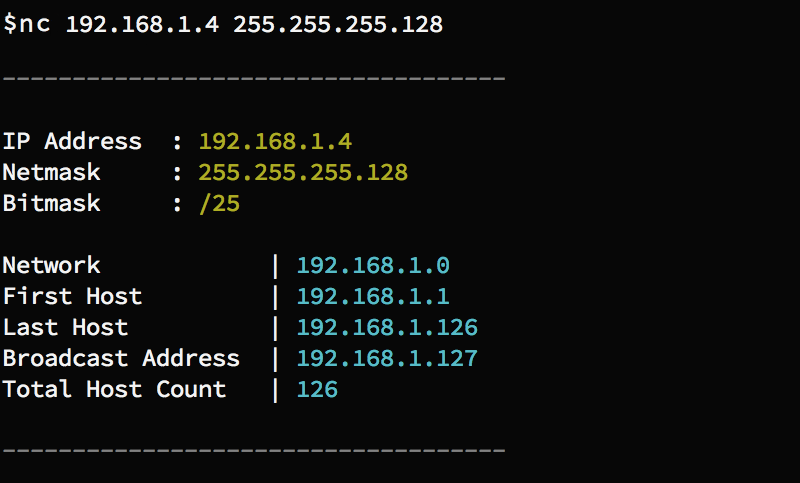 $nc 192.168.1.4 255.255.255.128
------------------------------------
IP Address : 192.168.1.4
Netmask : 255.255.255.128
Bitmask : /25
Network | 192.168.1.0
First Host | 192.168.1.1
Last Host | 192.168.1.126
Broadcast Address | 192.168.1.127
Total Host Count | 126
------------------------------------